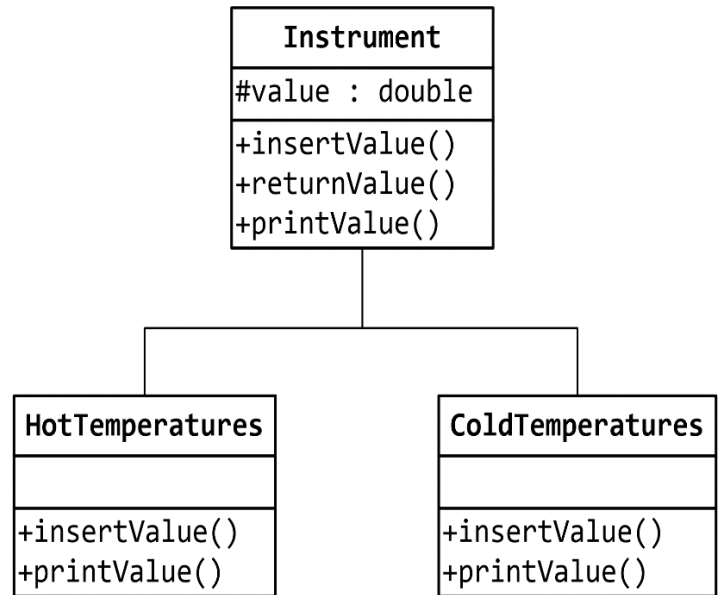 Instrument
#value : double
+insertValue()
+returnValue()
+printValue()
HotTemperatures
+insertValue()
+printValue()
ColdTemperatures
+insertValue()
+printValue()